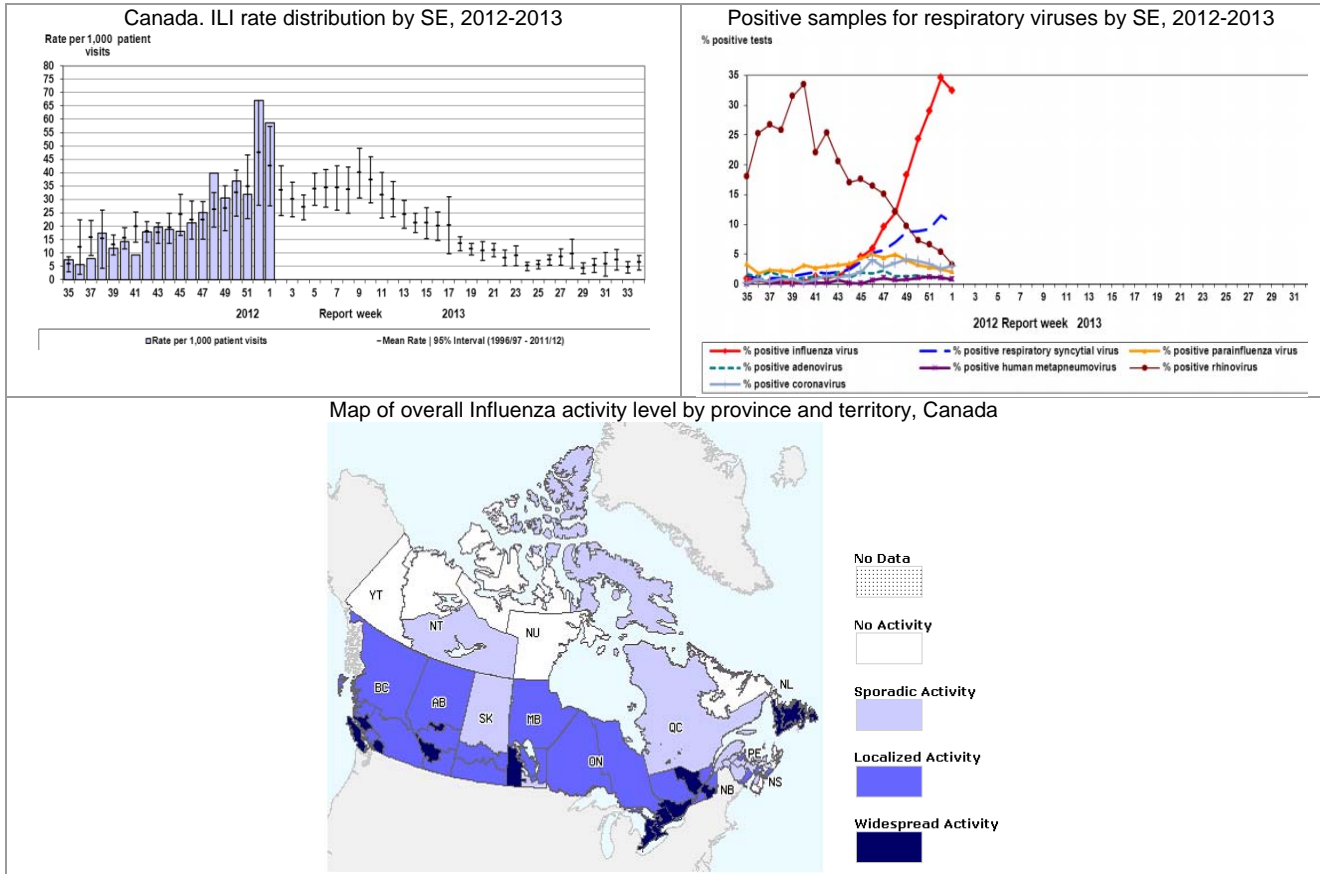 Canada. ILI rate distribution by SE, 2012-2013
Rate per 1,000 patient
visits
80
75
70
65
60
55
50
45
40
35
30
25
20
15
10
5
0
35 37 39 41 43 45 47 49 51 1 3 5 7 9 11 13 15 17 19 21 23 25 27 29 31 33
2012 Report week 2013
Rate per 1,000 patient visits
Mean Rate | 95% Interval (1996/97 - 2011/12)
Positive samples for respiratory viruses by SE, 2012-2013
% positive tests
35
30
25
20
15
10
5
0
35 37 39 41 43 45 47 49 51 1 3 5 7 9 11 13 15 17 19 21 23 25 27 29 31
2012 Report week 2013
% positive influenza virus
% positive respiratory syncytial virus
% positive parainfluenza virus
% positive adenovirus
% positive human metapneumovirus
% positive rhinovirus
% positive coronavirus
Map of overall Influenza activity level by province and territory, Canada
YT
NT
NU
BC
AB
SK
MB
ON
QC
NL
PE
NB
NS
No Data
No Activity
Sporadic Activity
Localized Activity
Widespread Activity